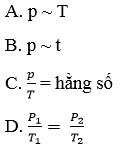 A. p ~ T
B. p ~ t
C. p/T = hằng số
D. P₁/T₁ = P₂/T₂